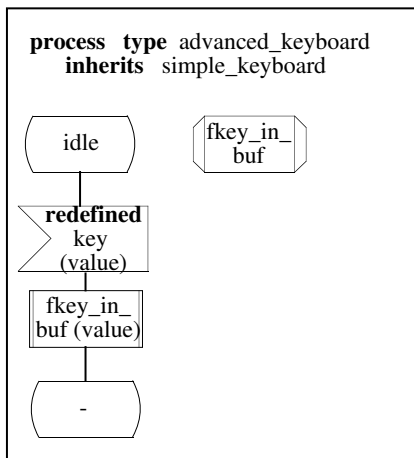 process type advanced_keyboard
inherits simple_keyboard
idle
fkey_in_
buf
redefined
key
(value)
fkey_in_
buf (value)
-